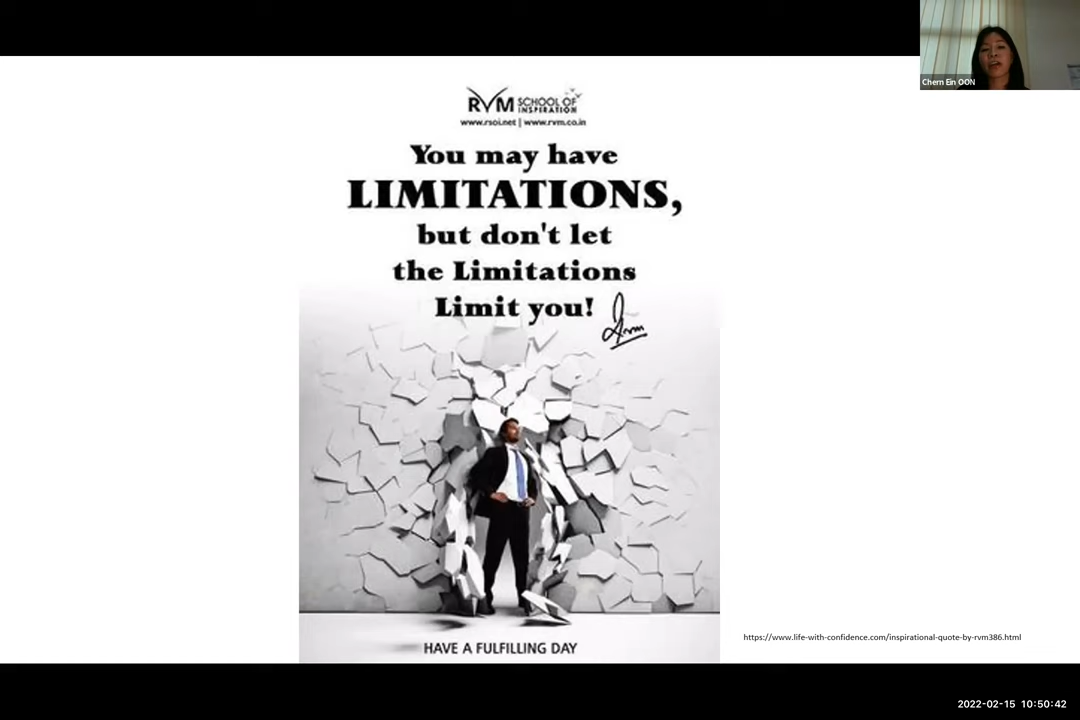 Chern Ein OON
RVM SCHOOL OF
INSPIRATION
www.rsoi.net | www.rvm.co.in
You may have
LIMITATIONS,
but don't let
the Limitations
Limit you!
HAVE A FULFILLING DAY
https://www.life-with-confidence.com/inspirational-quote-by-rvm386.html
2022-02-15 10:50:42